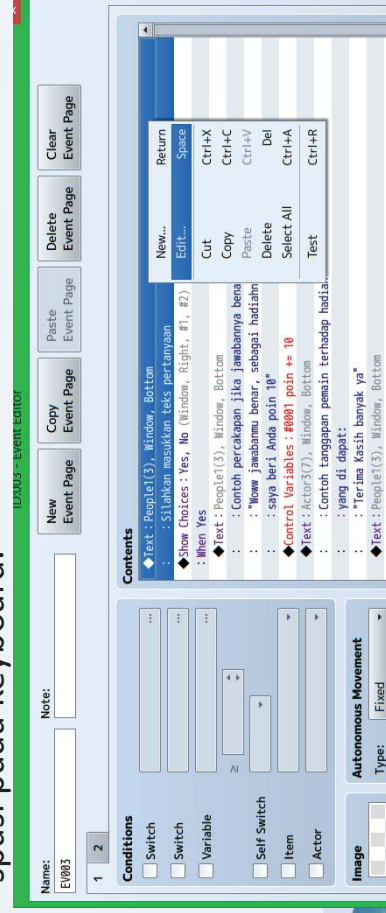 spasi pada keyboard.
ID:003 - Event Editor
Name:
EV003
Note:
New
Event Page
Copy
Event Page
Paste
Event Page
Delete
Event Page
Clear
Event Page
1 2
Conditions
Switch ...
Switch ...
Variable ...
≥
Self Switch
Item
Actor
Image
Autonomous Movement
Type: Fixed
Contents
◆Text : People1(3), Window, Bottom
: : Silahkan masukkan teks pertanyaan
◆Show Choices : Yes, No (Window, Right, #1, #2)
: When Yes
◆Text : People1(3), Window, Bottom
: : Contoh percakapan jika jawabannya bena
: : "Woww jawabanmu benar, sebagai hadiahn
: : saya beri Anda poin 10"
◆Control Variables : #0001 poin += 10
◆Text : Actor3(7), Window, Bottom
: : Contoh tanggapan pemain terhadap hadia..
: : yang di dapat:
: : "Terima Kasih banyak ya"
◆Text : People1(3), Window, Bottom
New... Return
Edit... Space
Cut Ctrl+X
Copy Ctrl+C
Paste Ctrl+V
Delete Del
Select All Ctrl+A
Test Ctrl+R